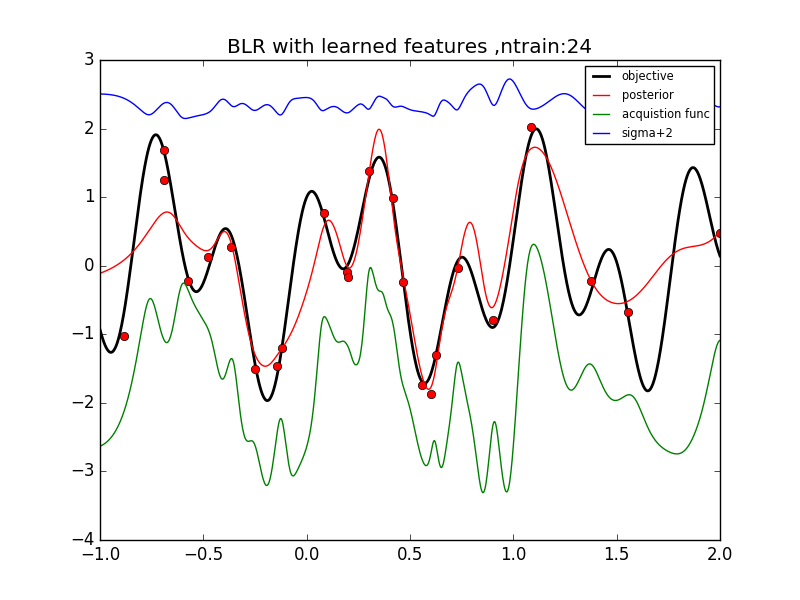 BLR with learned features ,ntrain:24
3
2
1
0
−1
−2
−3
−4
−1.0 −0.5 0.0 0.5 1.0 1.5 2.0
objective
posterior
acquistion func
sigma+2